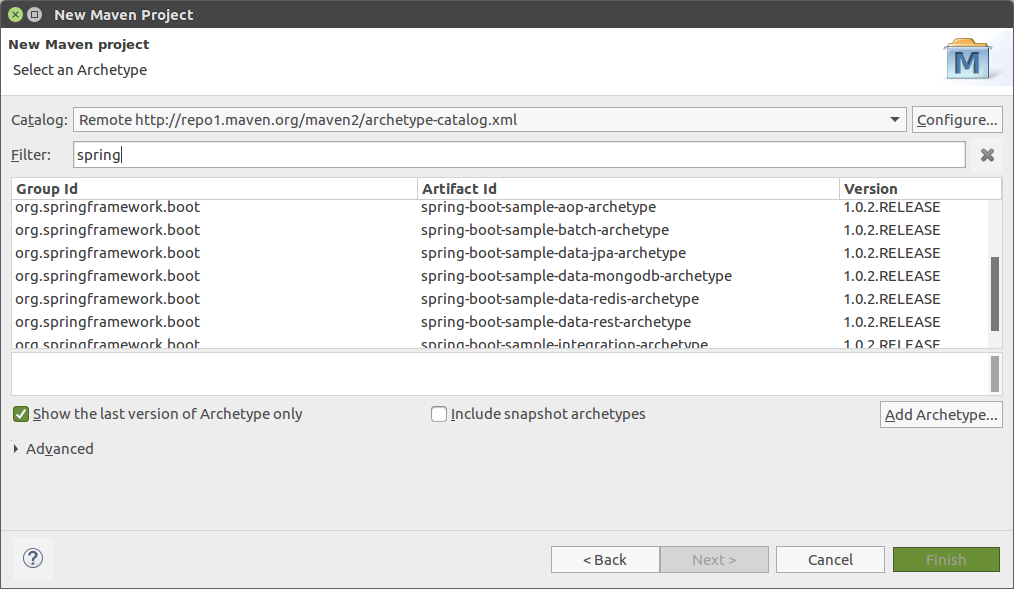 New Maven Project
New Maven project
Select an Archetype
M
Catalog: Remote http://repo1.maven.org/maven2/archetype-catalog.xml Configure...
Filter: spring
Group Id Artifact Id Version
org.springframework.boot spring-boot-sample-aop-archetype 1.0.2.RELEASE
org.springframework.boot spring-boot-sample-batch-archetype 1.0.2.RELEASE
org.springframework.boot spring-boot-sample-data-jpa-archetype 1.0.2.RELEASE
org.springframework.boot spring-boot-sample-data-mongodb-archetype 1.0.2.RELEASE
org.springframework.boot spring-boot-sample-data-redis-archetype 1.0.2.RELEASE
org.springframework.boot spring-boot-sample-data-rest-archetype 1.0.2.RELEASE
org.springframework.boot spring-boot-sample-integration-archetype 1.0.2.RELEASE
Show the last version of Archetype only Include snapshot archetypes Add Archetype...
Advanced
? < Back Next > Cancel Finish